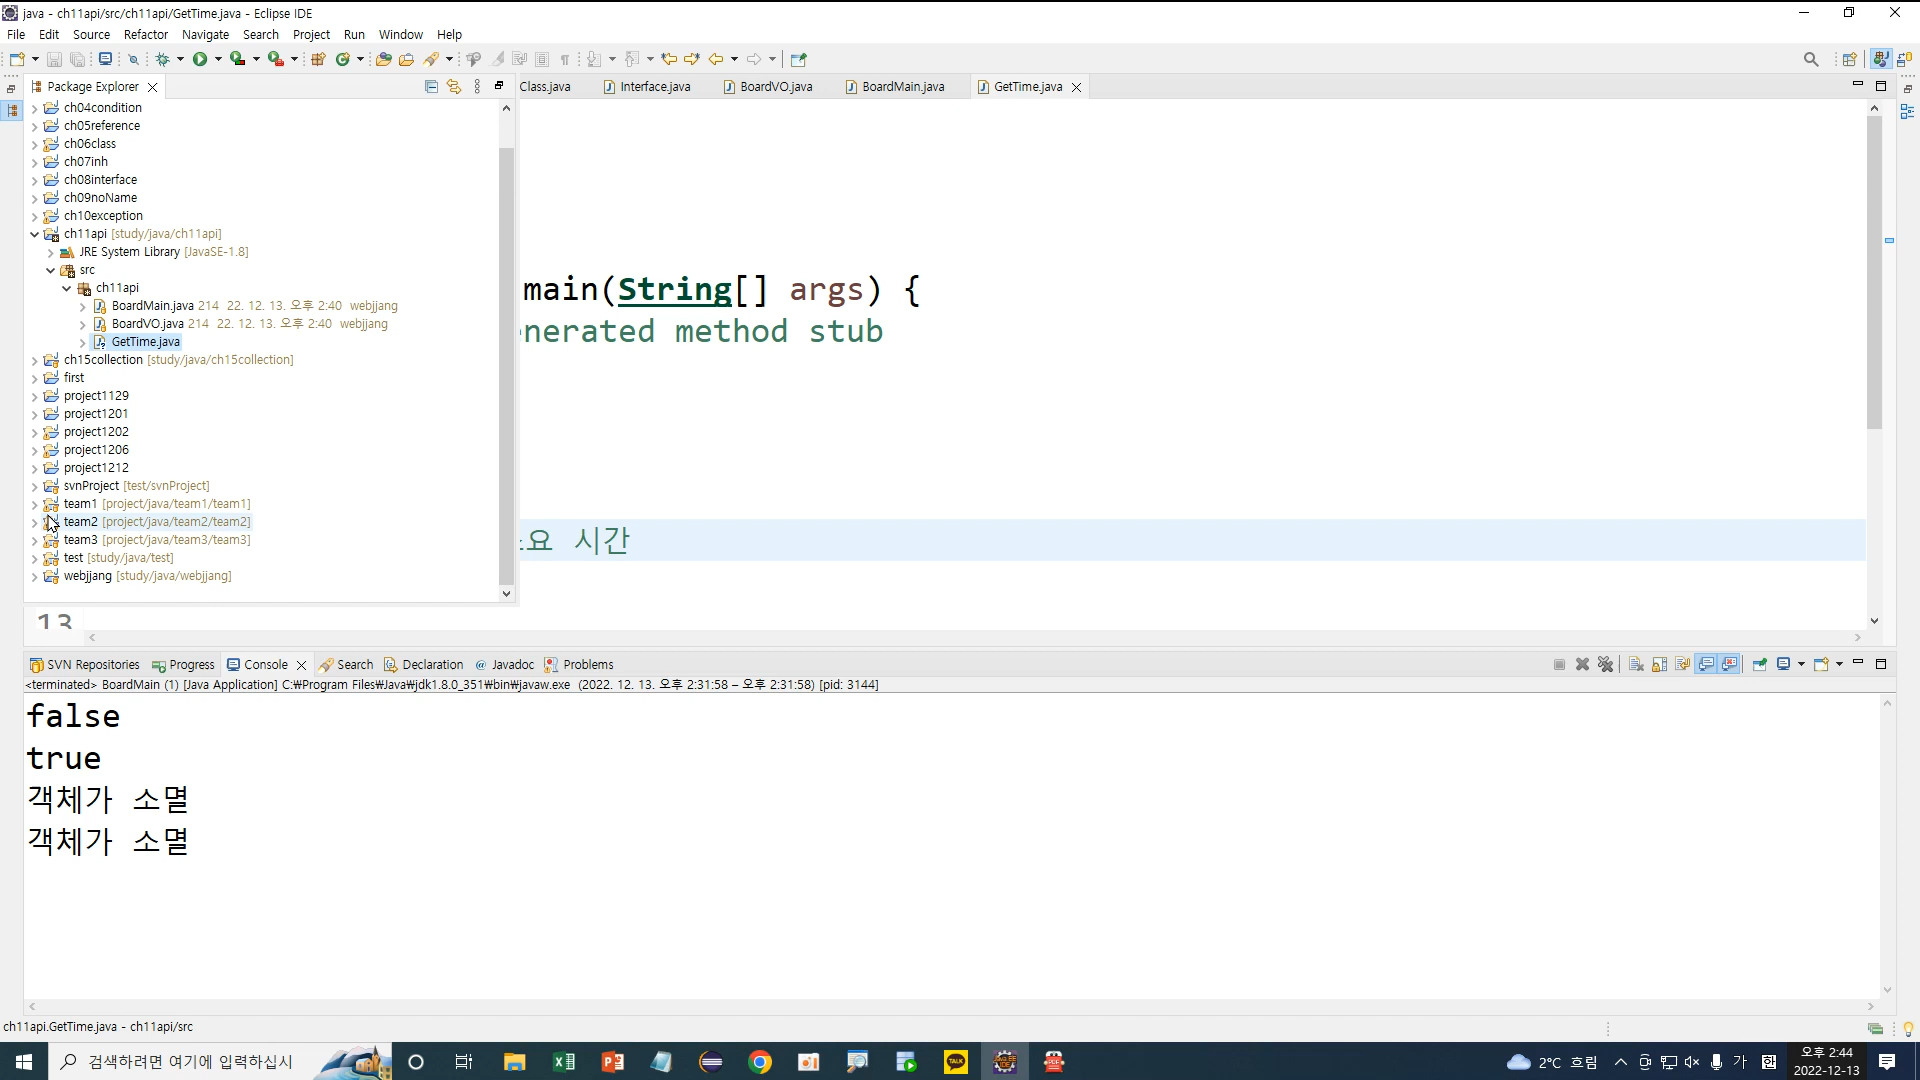 java - ch11api/src/ch11api/GetTime.java - Eclipse IDE
File Edit Source Refactor Navigate Search Project Run Window Help
Package Explorer
Class.java
Interface.java
BoardVO.java
BoardMain.java
GetTime.java
ch04condition
ch05reference
ch06class
ch07inh
ch08interface
ch09noName
ch10exception
ch11api [study/java/ch11api]
JRE System Library [JavaSE-1.8]
src
ch11api
BoardMain.java 214 22. 12. 13. 오후 2:40 webjjang
BoardVO.java 214 22. 12. 13. 오후 2:40 webjjang
GetTime.java
ch15collection [study/java/ch15collection]
first
project1129
project1201
project1202
project1206
project1212
svnProject [test/svnProject]
team1 [project/java/team1/team1]
team2 [project/java/team2/team2]
team3 [project/java/team3/team3]
test [study/java/test]
webjjang [study/java/webjjang]
main(String[] args) {
nerated method stub
요 시간
13
SVN Repositories Progress Console Search Declaration @ Javadoc Problems
<terminated> BoardMain (1) [Java Application] C:₩Program Files₩Java₩jdk1.8.0_351₩bin₩javaw.exe (2022. 12. 13. 오후 2:31:58 – 오후 2:31:58) [pid: 3144]
false
true
객체가 소멸
객체가 소멸
ch11api.GetTime.java - ch11api/src
검색하려면 여기에 입력하십시
TALK
2°C 흐림
가
오후 2:44
2022-12-13